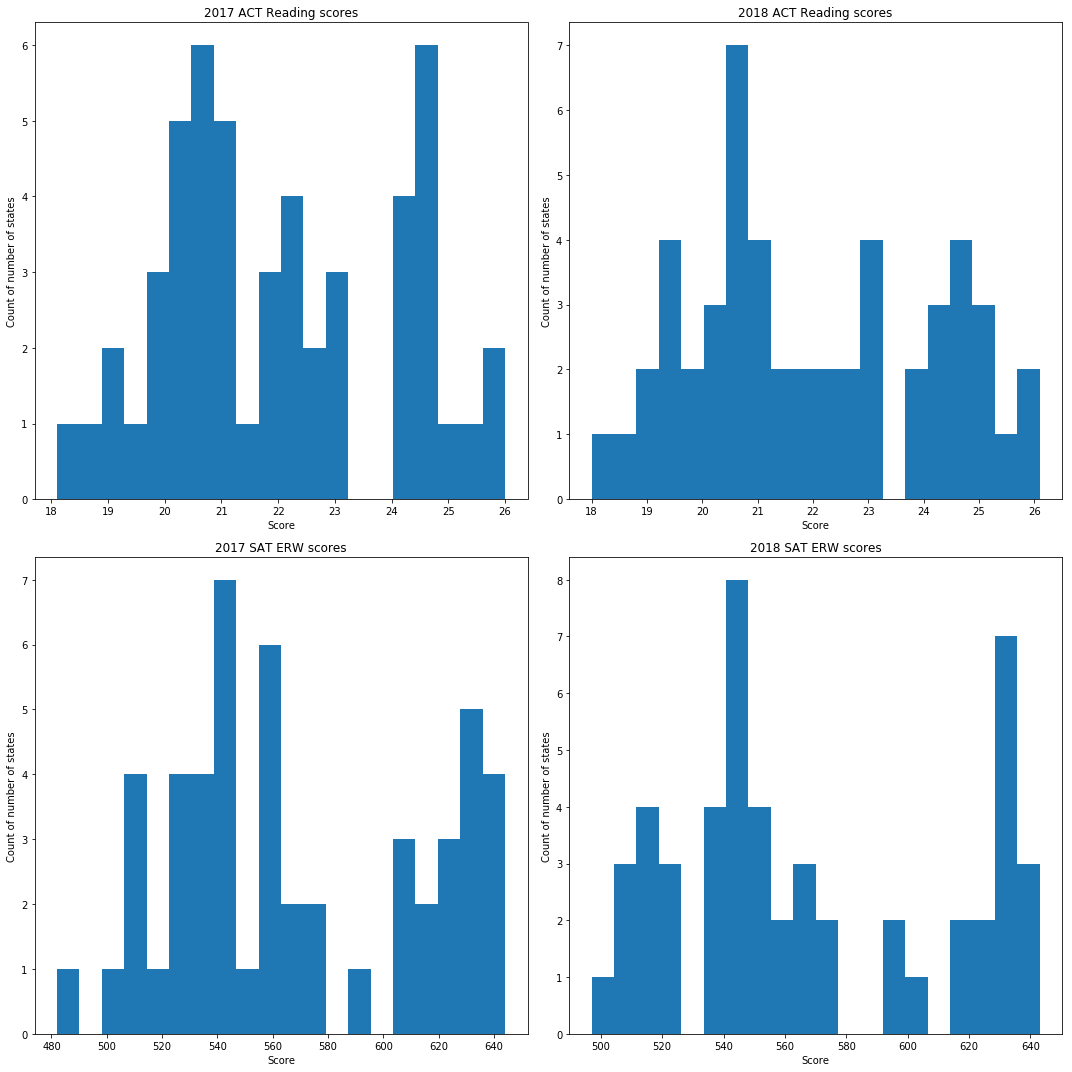 2017 ACT Reading scores
Count of number of states
6
5
4
3
2
1
0
18 19 20 21 22 23 24 25 26
Score
2018 ACT Reading scores
Count of number of states
7
6
5
4
3
2
1
0
18 19 20 21 22 23 24 25 26
Score
2017 SAT ERW scores
Count of number of states
7
6
5
4
3
2
1
0
480 500 520 540 560 580 600 620 640
Score
2018 SAT ERW scores
Count of number of states
8
7
6
5
4
3
2
1
0
500 520 540 560 580 600 620 640
Score